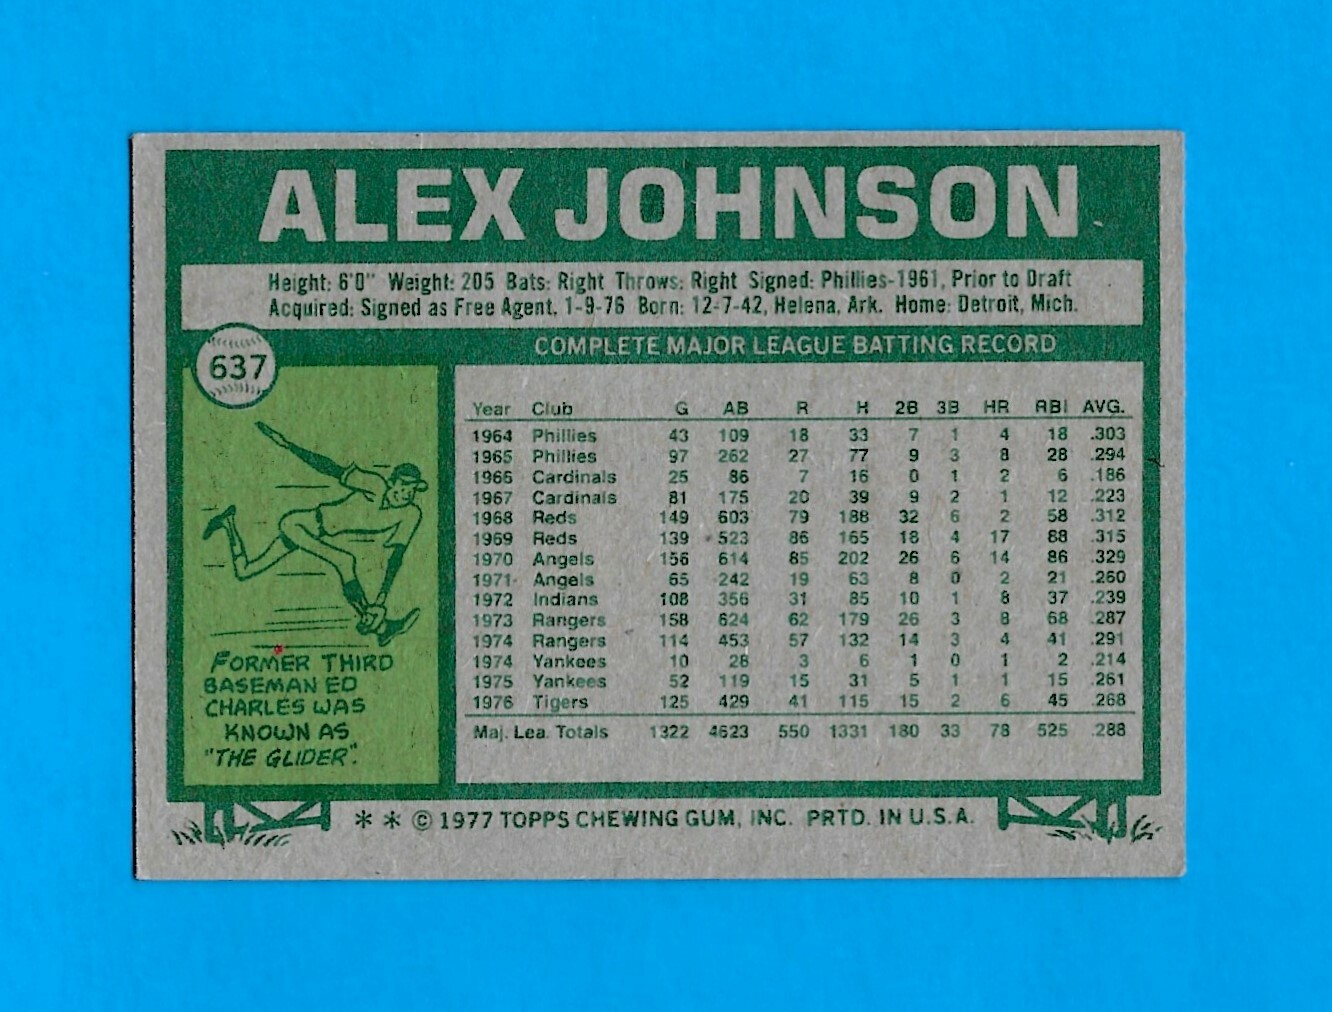 ALEX JOHNSON
Height: 6'0" Weight: 205 Bats: Right Throws: Right Signed: Phillies-1961, Prior to Draft
Acquired: Signed as Free Agent, 1-9-76 Born: 12-7-42, Helena, Ark. Home: Detroit, Mich.
637
COMPLETE MAJOR LEAGUE BATTING RECORD
Year Club G AB R H 2B 3B HR RBI AVG.
1964 Phillies 43 109 18 33 7 1 4 18 .303
1965 Phillies 97 262 27 77 9 3 8 28 .294
1966 Cardinals 25 86 7 16 0 1 2 6 .186
1967 Cardinals 81 175 20 39 9 2 1 12 .223
1968 Reds 149 603 79 188 32 6 2 58 .312
1969 Reds 139 523 86 165 18 4 17 88 .315
1970 Angels 156 614 85 202 26 6 14 86 .329
1971 Angels 65 242 19 63 8 0 2 21 .260
1972 Indians 108 356 31 85 10 1 8 37 .239
1973 Rangers 158 624 62 179 26 3 8 68 .287
1974 Rangers 114 453 57 132 14 3 4 41 .291
1974 Yankees 10 28 3 6 1 0 1 2 .214
1975 Yankees 52 119 15 31 5 1 1 15 .261
1976 Tigers 125 429 41 115 15 2 6 45 .268
Maj. Lea. Totals 1322 4623 550 1331 180 33 78 525 .288
FORMER THIRD
BASEMAN ED
CHARLES WAS
KNOWN AS
"THE GLIDER".
** © 1977 TOPPS CHEWING GUM, INC. PRTD. IN U.S.A.